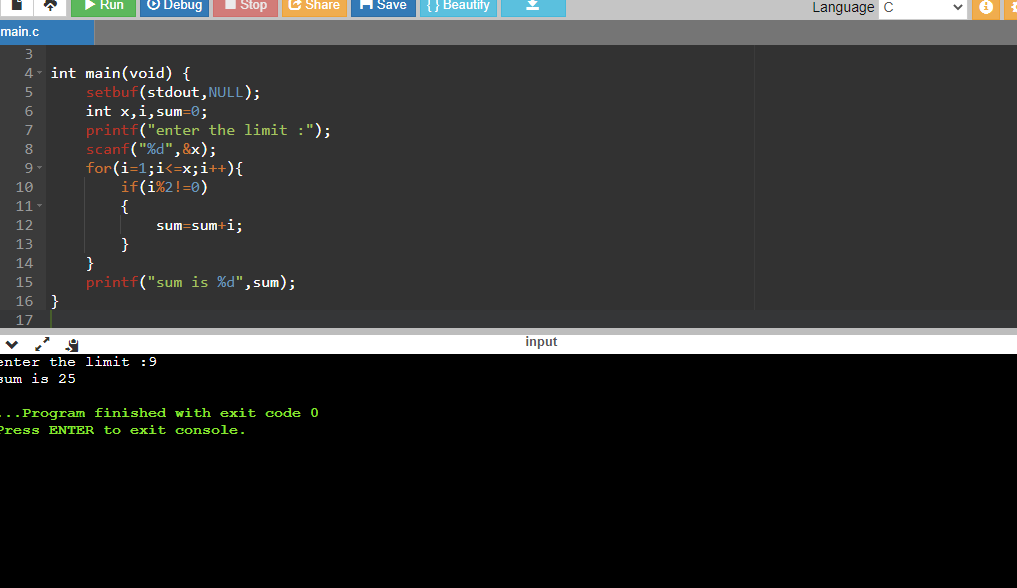 Run Debug Stop Share Save { } Beautify Language C
main.c
3
4 int main(void) {
5 setbuf(stdout,NULL);
6 int x,i,sum=0;
7 printf("enter the limit :");
8 scanf("%d",&x);
9 for(i=1;i<=x;i++){
10 if(i%2!=0)
11 {
12 sum=sum+i;
13 }
14 }
15 printf("sum is %d",sum);
16 }
17
input
enter the limit :9
sum is 25
...Program finished with exit code 0
Press ENTER to exit console.